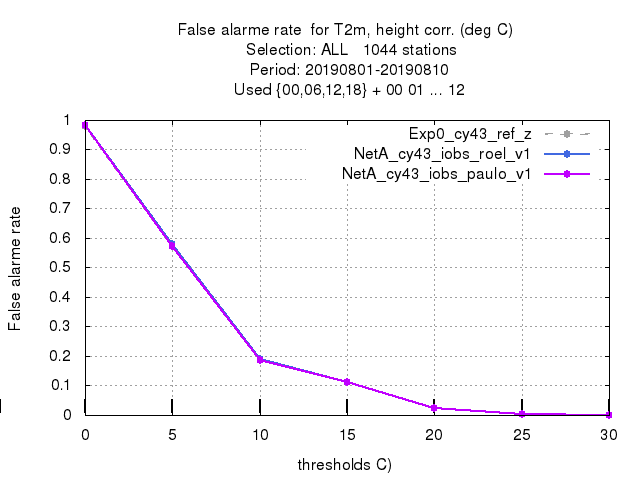 False alarme rate  for T2m, height corr. (deg C)
Selection: ALL   1044 stations
Period: 20190801-20190810
Used {00,06,12,18} + 00 01 ... 12
Exp0_cy43_ref_z
NetA_cy43_iobs_roel_v1
NetA_cy43_iobs_paulo_v1
1
0.9
0.8
0.7
0.6
0.5
0.4
0.3
0.2
0.1
0
False alarme rate
0 5 10 15 20 25 30
thresholds C)